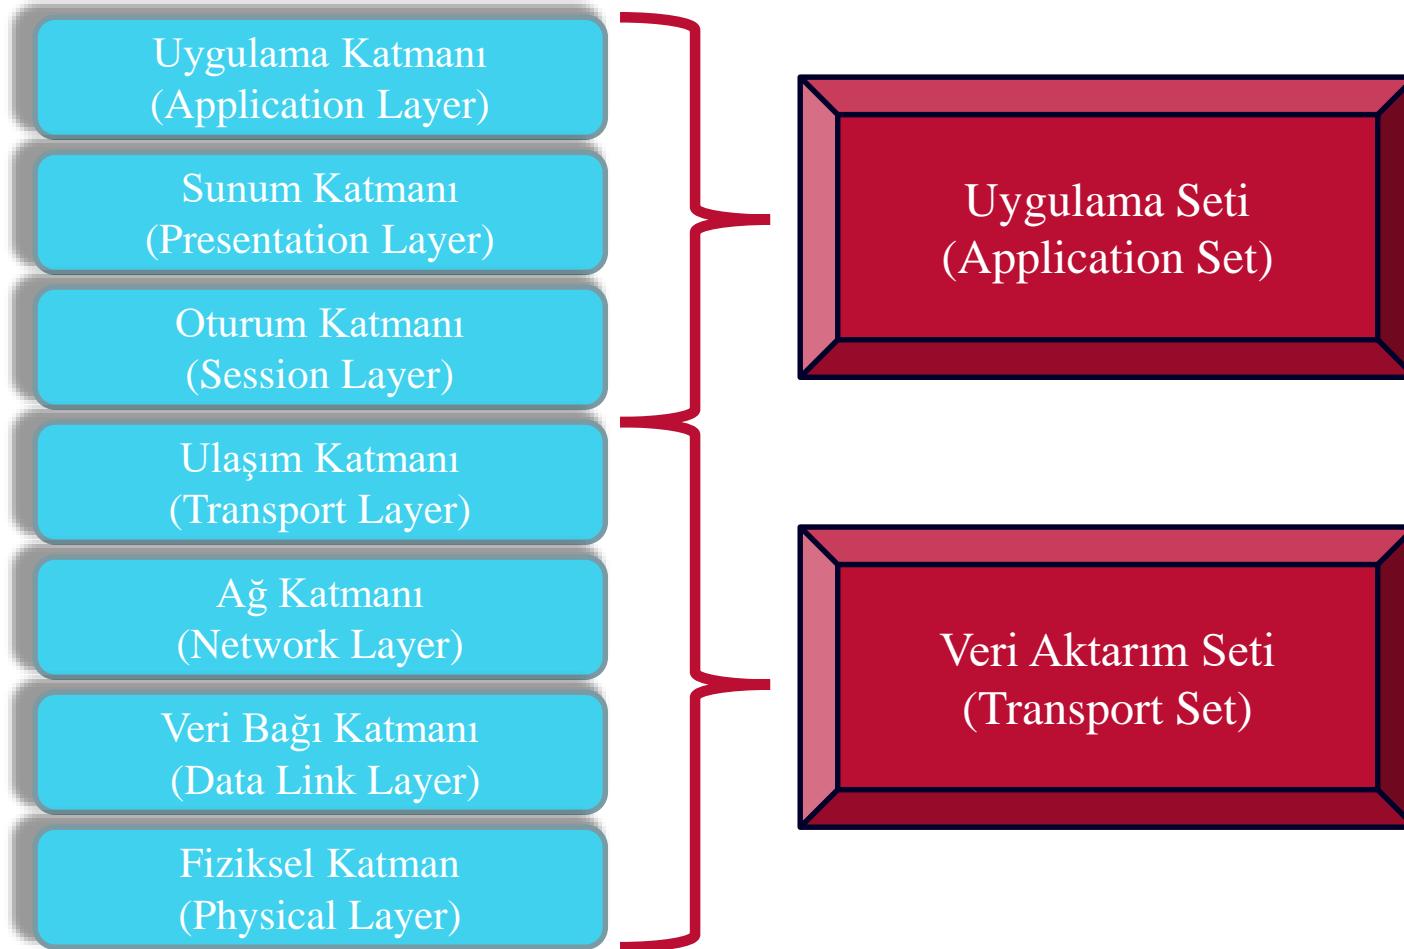 Uygulama Katmanı
(Application Layer)
Sunum Katmanı
(Presentation Layer)
Oturum Katmanı
(Session Layer)
Ulaşım Katmanı
(Transport Layer)
Ağ Katmanı
(Network Layer)
Veri Bağı Katmanı
(Data Link Layer)
Fiziksel Katman
(Physical Layer)
Uygulama Seti
(Application Set)
Veri Aktarım Seti
(Transport Set)